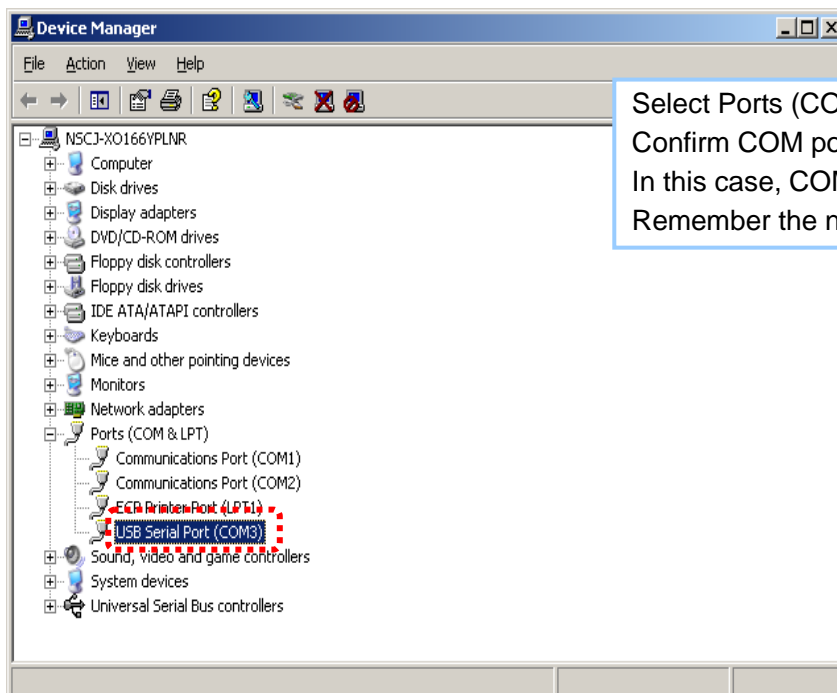 Device Manager
File Action View Help
Select Ports (CO
Confirm COM po
In this case, CO
Remember the n
NSCJ-XO166YPLNR
Computer
Disk drives
Display adapters
DVD/CD-ROM drives
Floppy disk controllers
Floppy disk drives
IDE ATA/ATAPI controllers
Keyboards
Mice and other pointing devices
Monitors
Network adapters
Ports (COM & LPT)
Communications Port (COM1)
Communications Port (COM2)
ECP Printer Port (LPT1)
USB Serial Port (COM3)
Sound, video and game controllers
System devices
Universal Serial Bus controllers